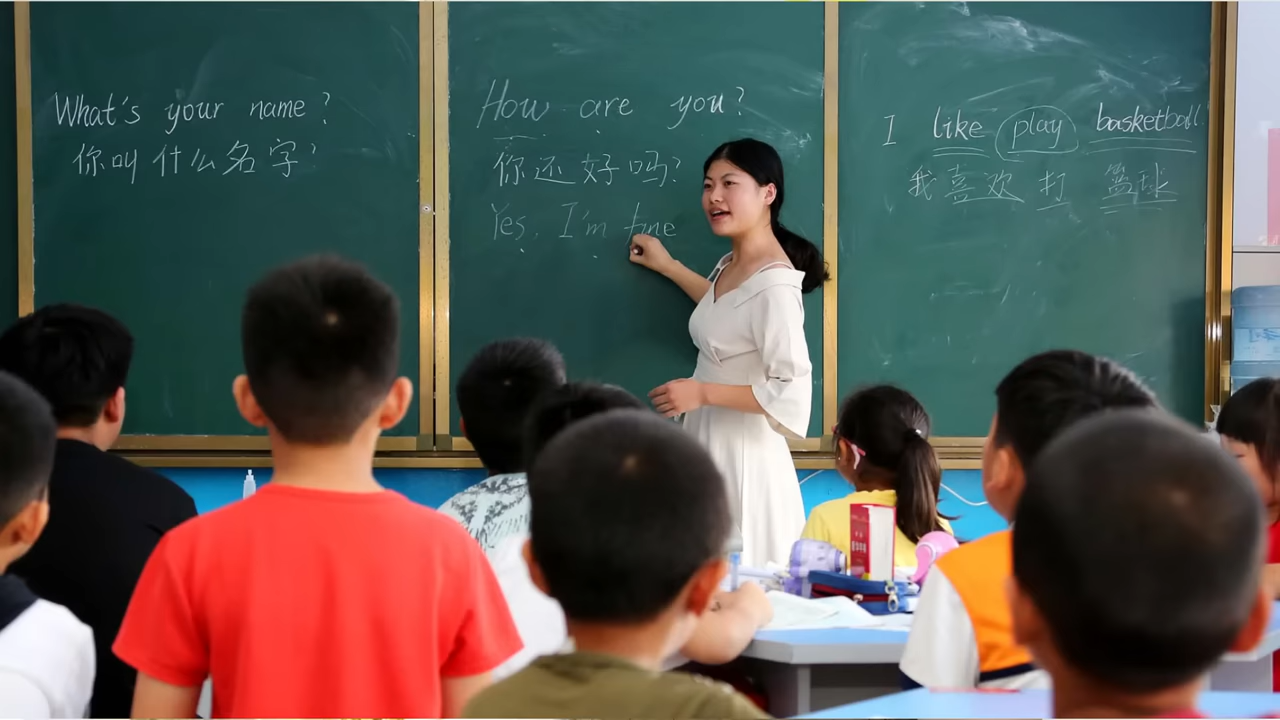 What's your name?
你叫什么名字?
How are you?
你还好吗?
Yes. I'm fine
I like play basketball
我喜欢 打 篮球